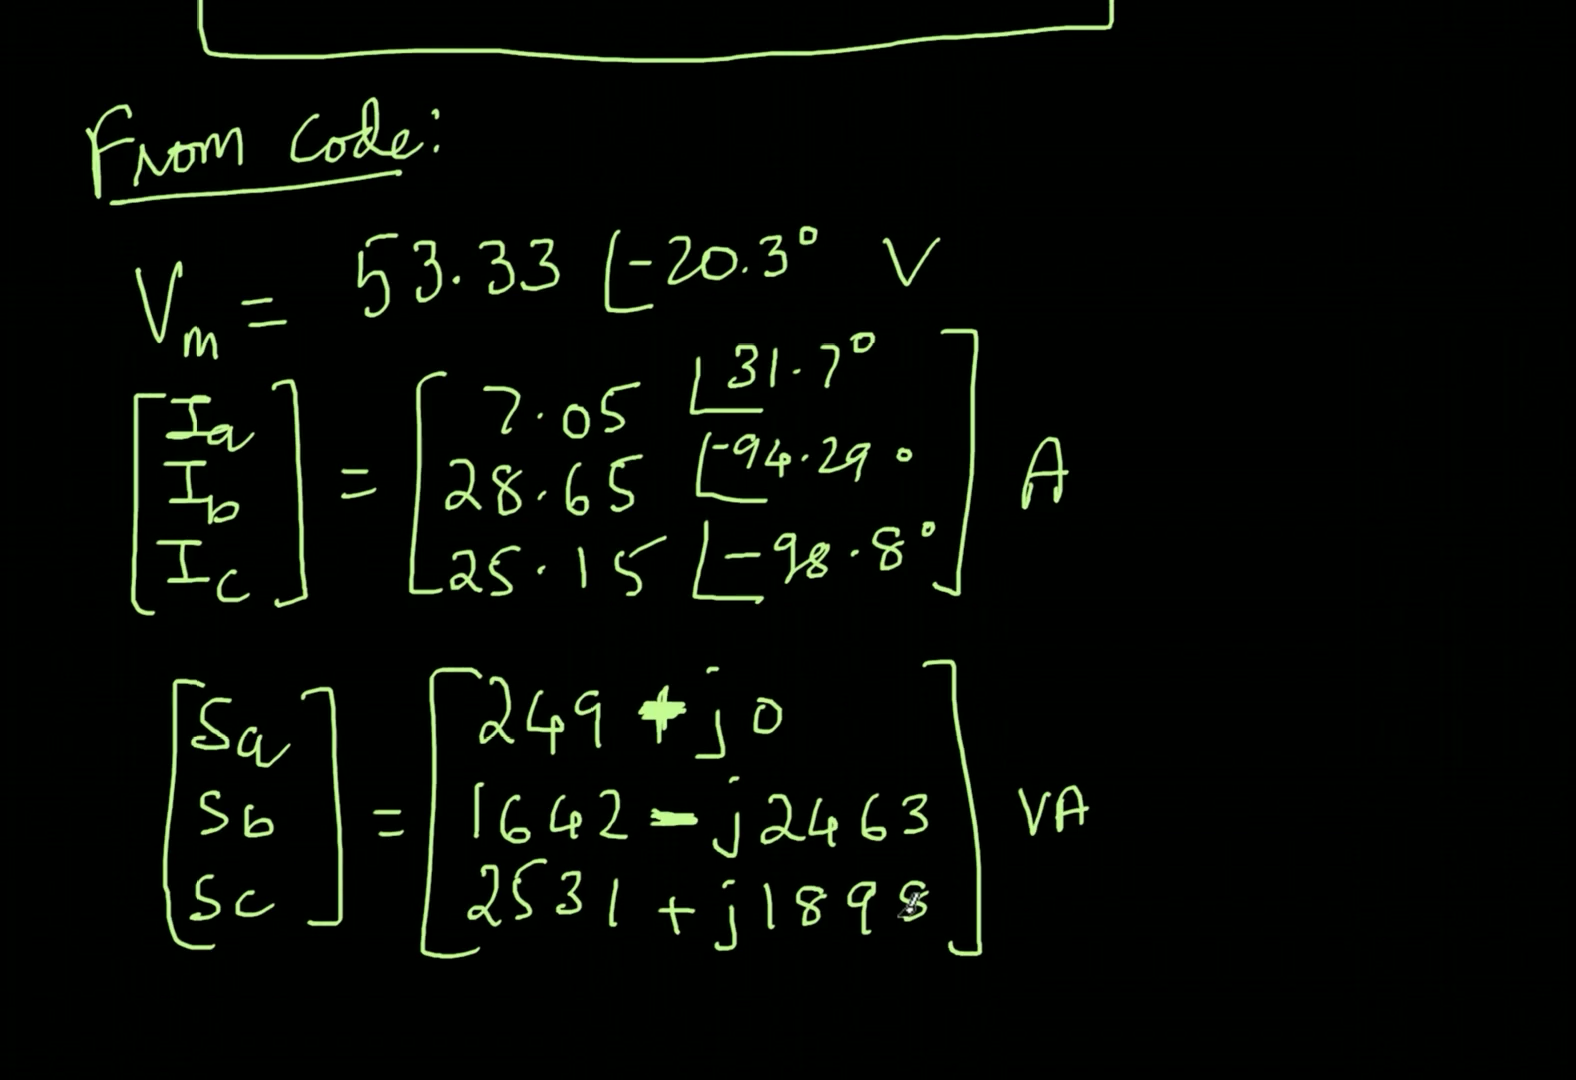 From Code:
Vm = 53.33 ∠-20.3° V
[Ia Ib Ic] = [7.05 ∠31.7°
28.65 ∠-94.29°
25.15 ∠-98.8°] A
[Sa Sb Sc] = [249 + j0
1642 - j2463
2531 + j1898] VA